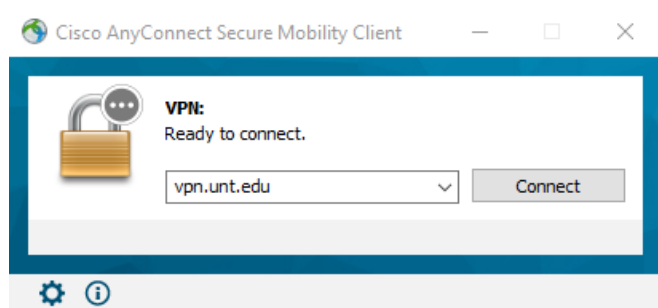 Cisco AnyConnect Secure Mobility Client
VPN:
Ready to connect.
vpn.unt.edu
Connect